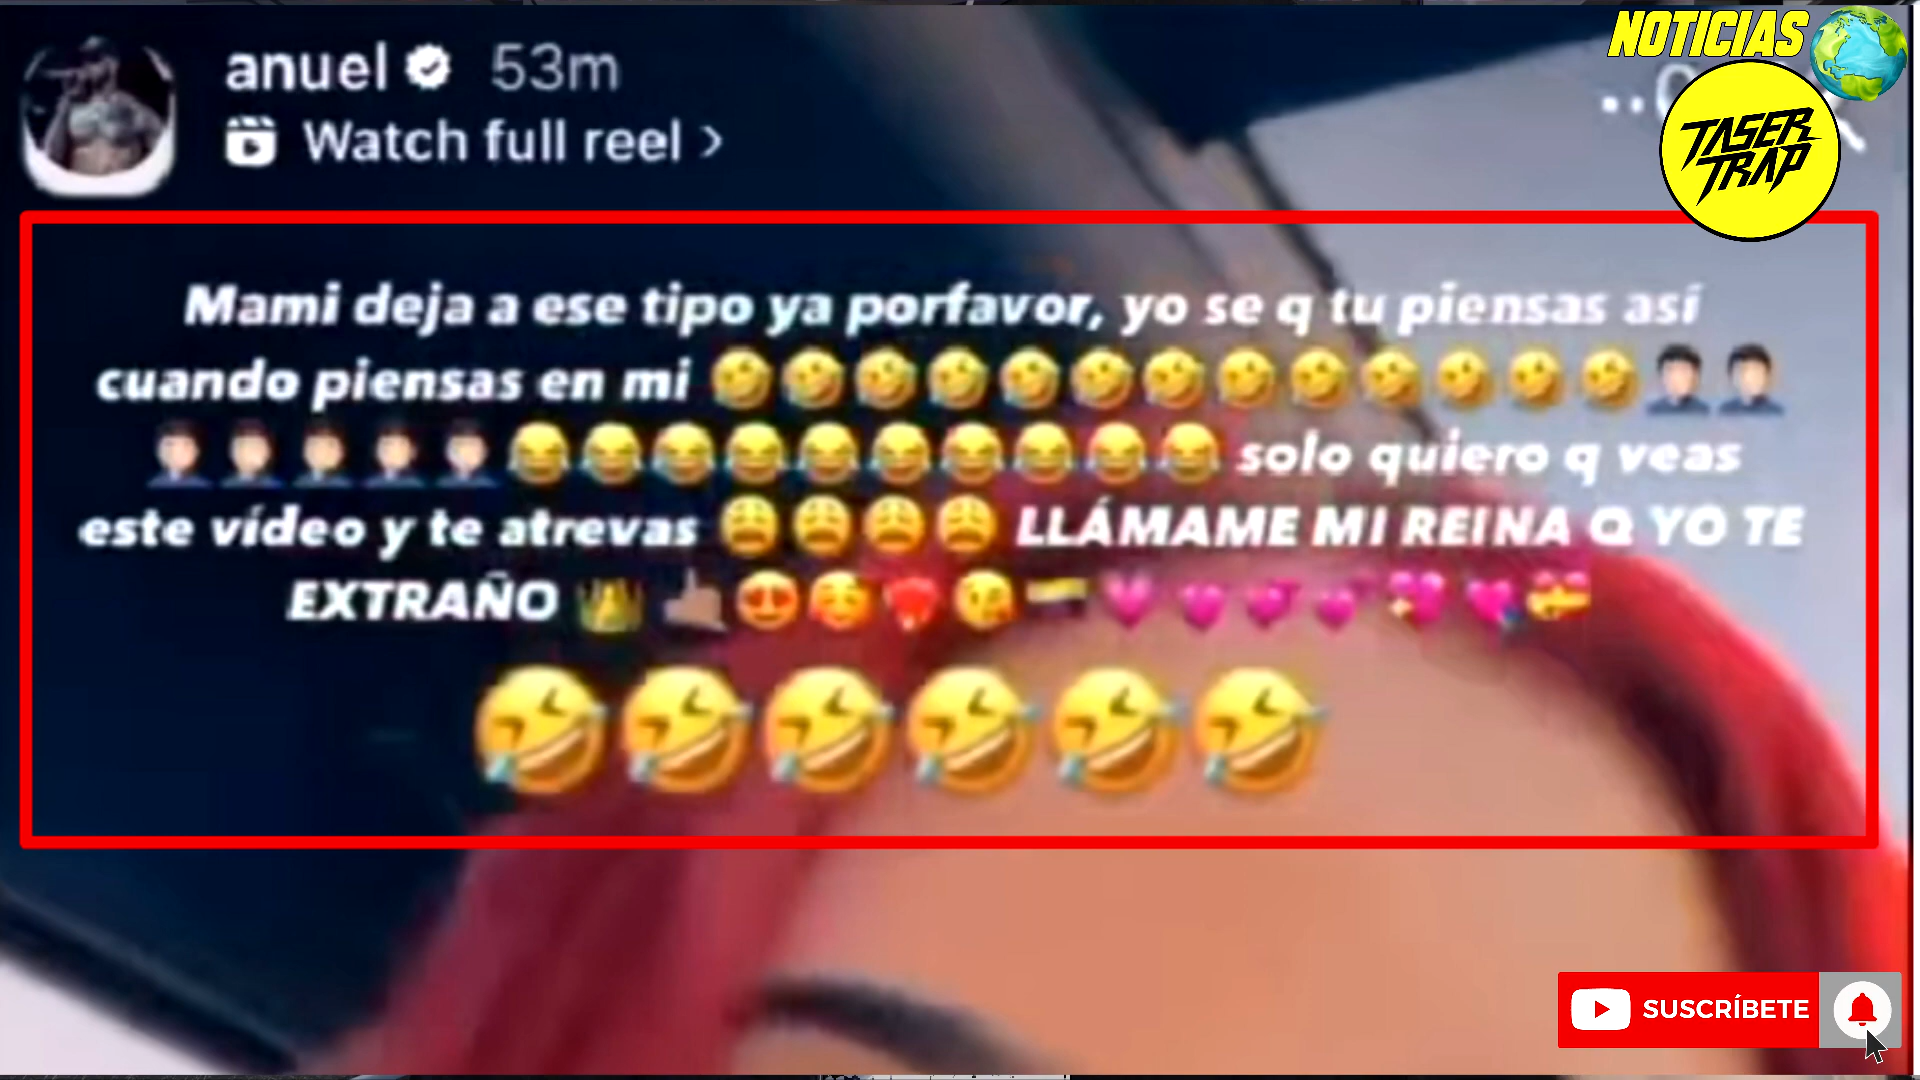 NOTICIAS
anuel 53m
Watch full reel >
TASER
TRAP
Mami deja a ese tipo ya porfavor, yo se q tu piensas así
cuando piensas en mi 🤣🤣🤣🤣🤣🤣🤣🤣🤣🤣🤣🤣🤣🤦🏻‍♂️🤦🏻‍♂️
🤦🏻‍♂️🤦🏻‍♂️🤦🏻‍♂️🤦🏻‍♂️🤦🏻‍♂️😂😂😂😂😂😂😂😂😂😂 solo quiero q veas
este vídeo y te atrevas 😩😩😩😩 LLÁMAME MI REINA Q YO TE
EXTRAÑO 👑🤙🏽😍🥰❤️😘🇨🇴💗💕💞💕💖💘💝
🤣🤣🤣🤣🤣🤣
SUSCRÍBETE